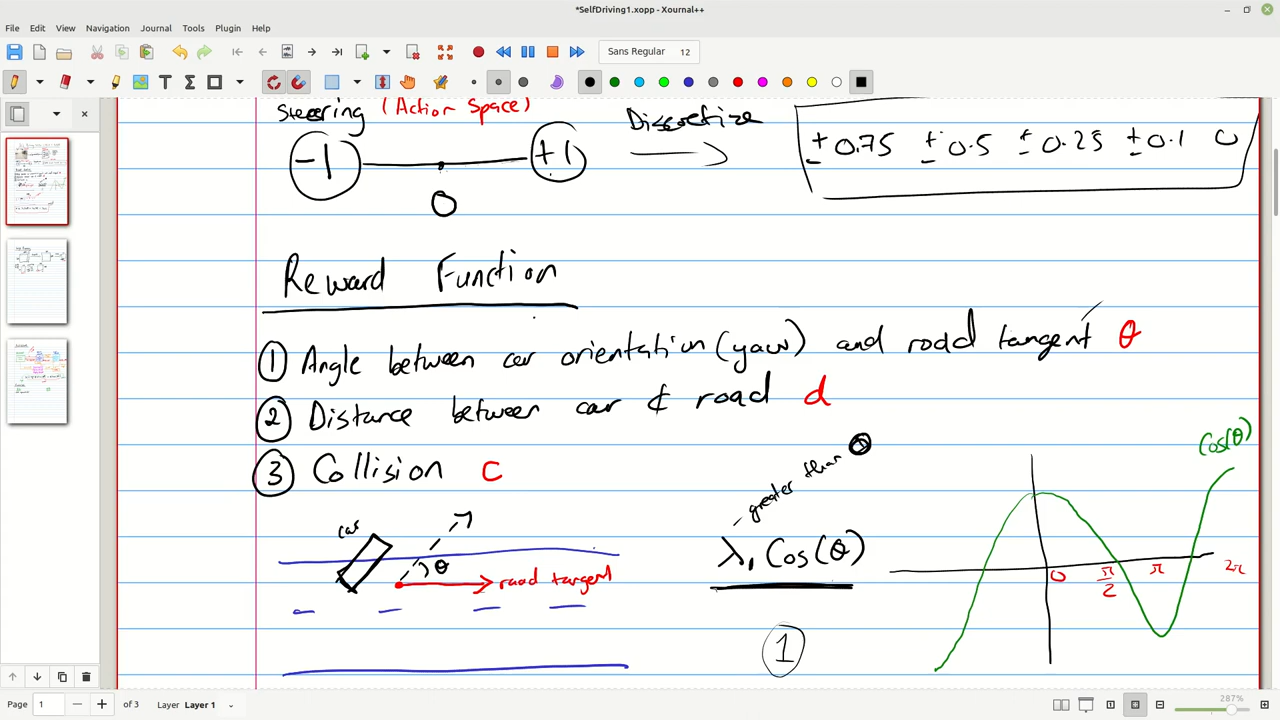 *SelfDriving1.xopp - Xournal++
File Edit View Navigation Journal Tools Plugin Help
Sans Regular 12
Steering (Action Space) Discretize
-1 +1
0
± 0.75 ± 0.5 ± 0.25 ± 0.1 0
Reward Function
① Angle between car orientation (yaw) and road tangent θ
② Distance between car & road d
③ Collision C
car
θ
road tangent
greater than 0
λ₁ Cos(θ)
①
Cos(θ)
0 π/2 π 2π
Page 1 of 3 Layer Layer 1
287%